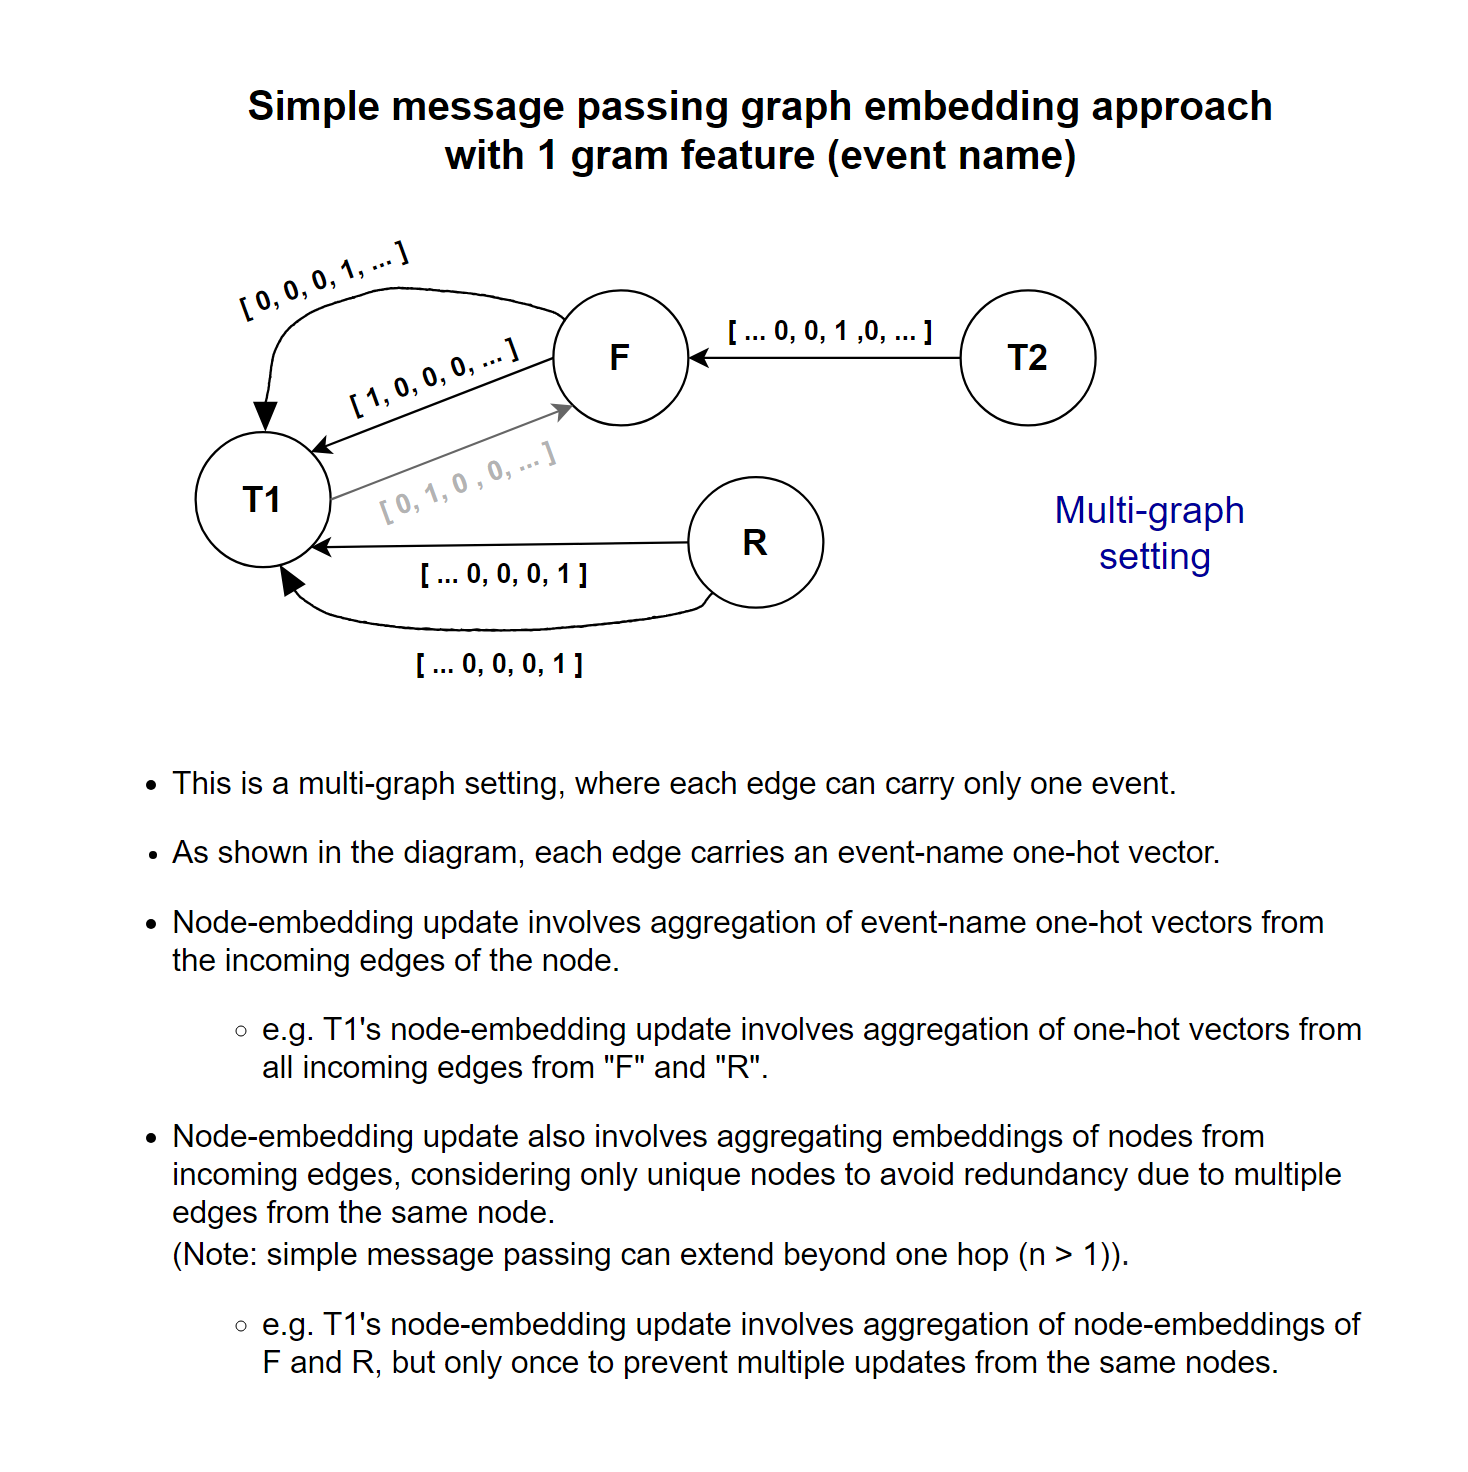 Simple message passing graph embedding approach
with 1 gram feature (event name)
[ 0, 0, 0, 1, ... ]
[ 1, 0, 0, 0, ... ]
F
[ ... 0, 0, 1 ,0, ... ]
T2
[ 0, 1, 0 , 0, ... ]
T1
R
Multi-graph
setting
[ ... 0, 0, 0, 1 ]
[ ... 0, 0, 0, 1 ]
• This is a multi-graph setting, where each edge can carry only one event.
• As shown in the diagram, each edge carries an event-name one-hot vector.
• Node-embedding update involves aggregation of event-name one-hot vectors from
the incoming edges of the node.
○ e.g. T1's node-embedding update involves aggregation of one-hot vectors from
all incoming edges from "F" and "R".
• Node-embedding update also involves aggregating embeddings of nodes from
incoming edges, considering only unique nodes to avoid redundancy due to multiple
edges from the same node.
(Note: simple message passing can extend beyond one hop (n > 1)).
○ e.g. T1's node-embedding update involves aggregation of node-embeddings of
F and R, but only once to prevent multiple updates from the same nodes.